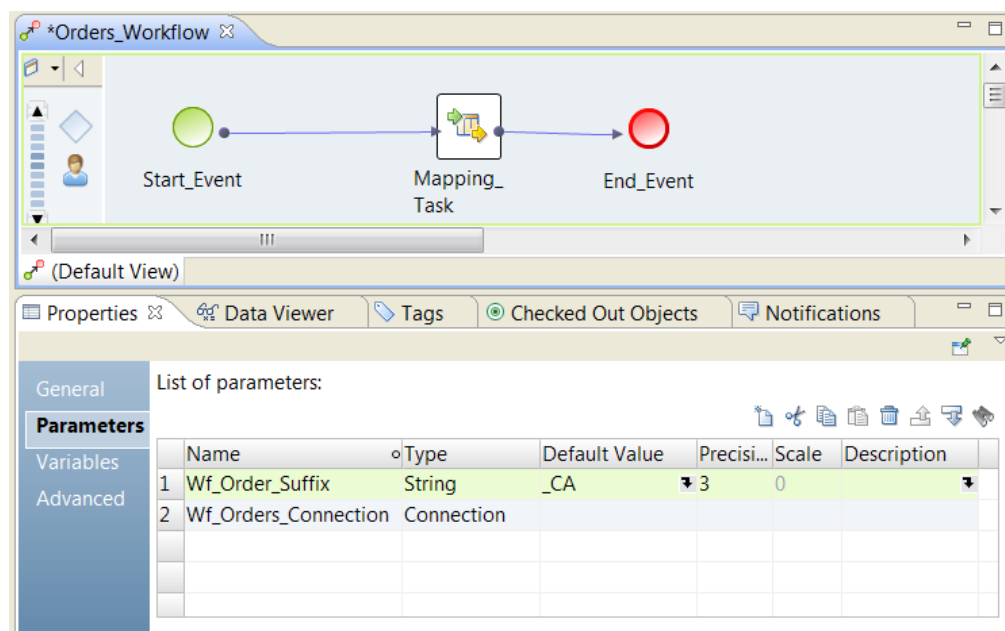 *Orders_Workflow
Start_Event
Mapping_
Task
End_Event
(Default View)
Properties Data Viewer Tags Checked Out Objects Notifications
General
Parameters
Variables
Advanced
List of parameters:
Name Type Default Value Precisi... Scale Description
1 Wf_Order_Suffix String _CA 3 0
2 Wf_Orders_Connection Connection